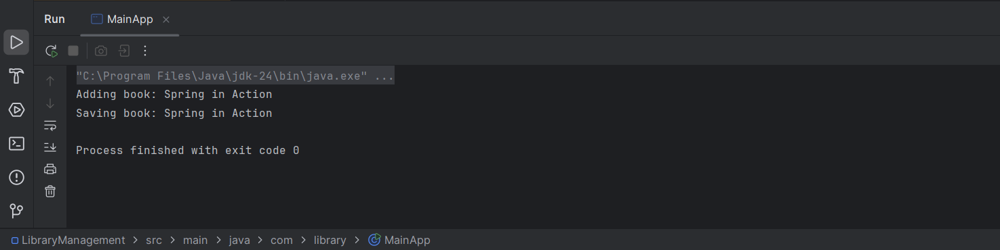 Run MainApp
"C:\Program Files\Java\jdk-24\bin\java.exe" ...
Adding book: Spring in Action
Saving book: Spring in Action
Process finished with exit code 0
LibraryManagement > src > main > java > com > library > MainApp